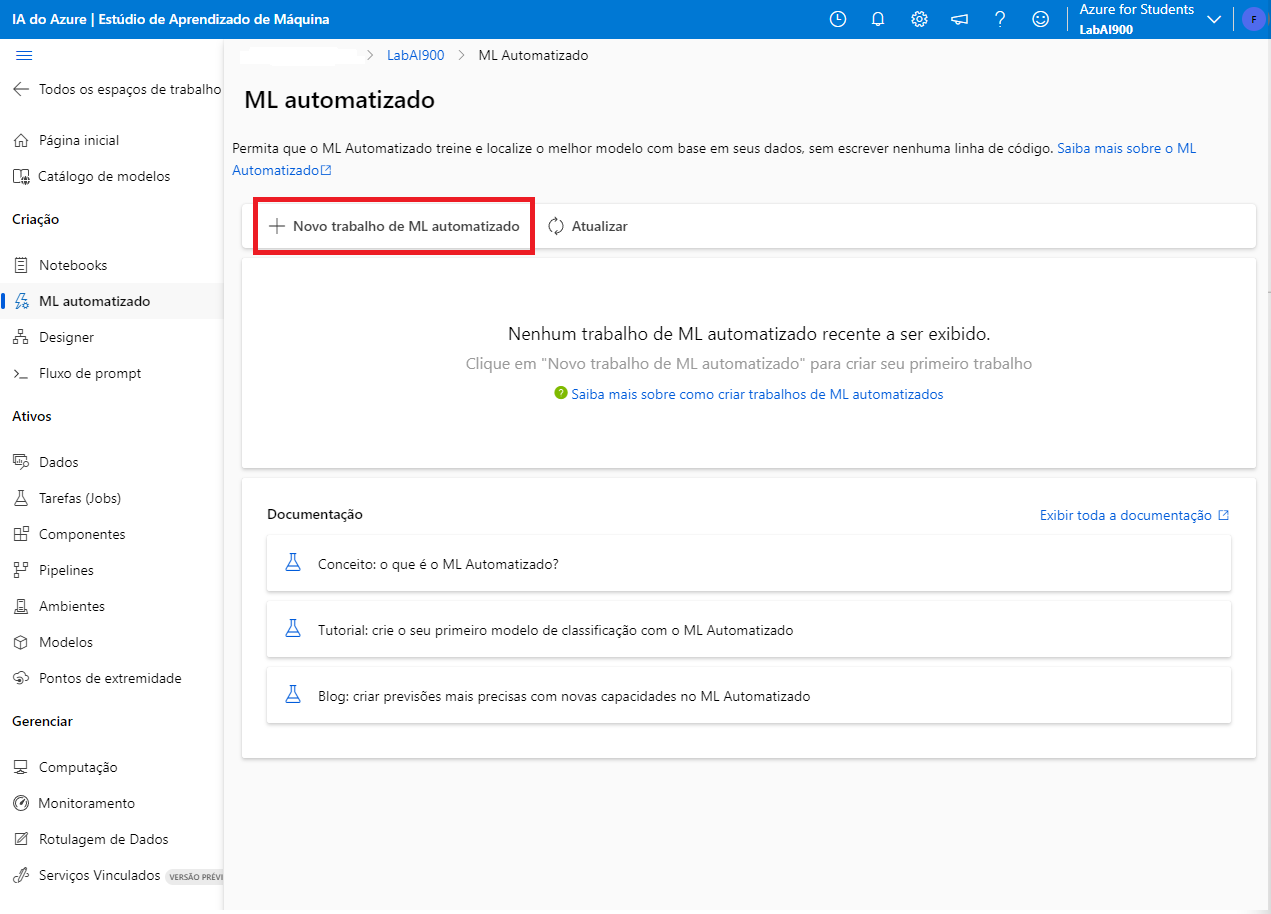 IA do Azure | Estúdio de Aprendizado de Máquina
Azure for Students
LabAI900
F
Todos os espaços de trabalho
Página inicial
Catálogo de modelos
Criação
Notebooks
ML automatizado
Designer
Fluxo de prompt
Ativos
Dados
Tarefas (Jobs)
Componentes
Pipelines
Ambientes
Modelos
Pontos de extremidade
Gerenciar
Computação
Monitoramento
Rotulagem de Dados
Serviços Vinculados VERSÃO PRÉVI
LabAI900 > ML Automatizado
ML automatizado
Permita que o ML Automatizado treine e localize o melhor modelo com base em seus dados, sem escrever nenhuma linha de código. Saiba mais sobre o ML
Automatizado
Novo trabalho de ML automatizado
Atualizar
Nenhum trabalho de ML automatizado recente a ser exibido.
Clique em "Novo trabalho de ML automatizado" para criar seu primeiro trabalho
Saiba mais sobre como criar trabalhos de ML automatizados
Documentação
Exibir toda a documentação
Conceito: o que é o ML Automatizado?
Tutorial: crie o seu primeiro modelo de classificação com o ML Automatizado
Blog: criar previsões mais precisas com novas capacidades no ML Automatizado